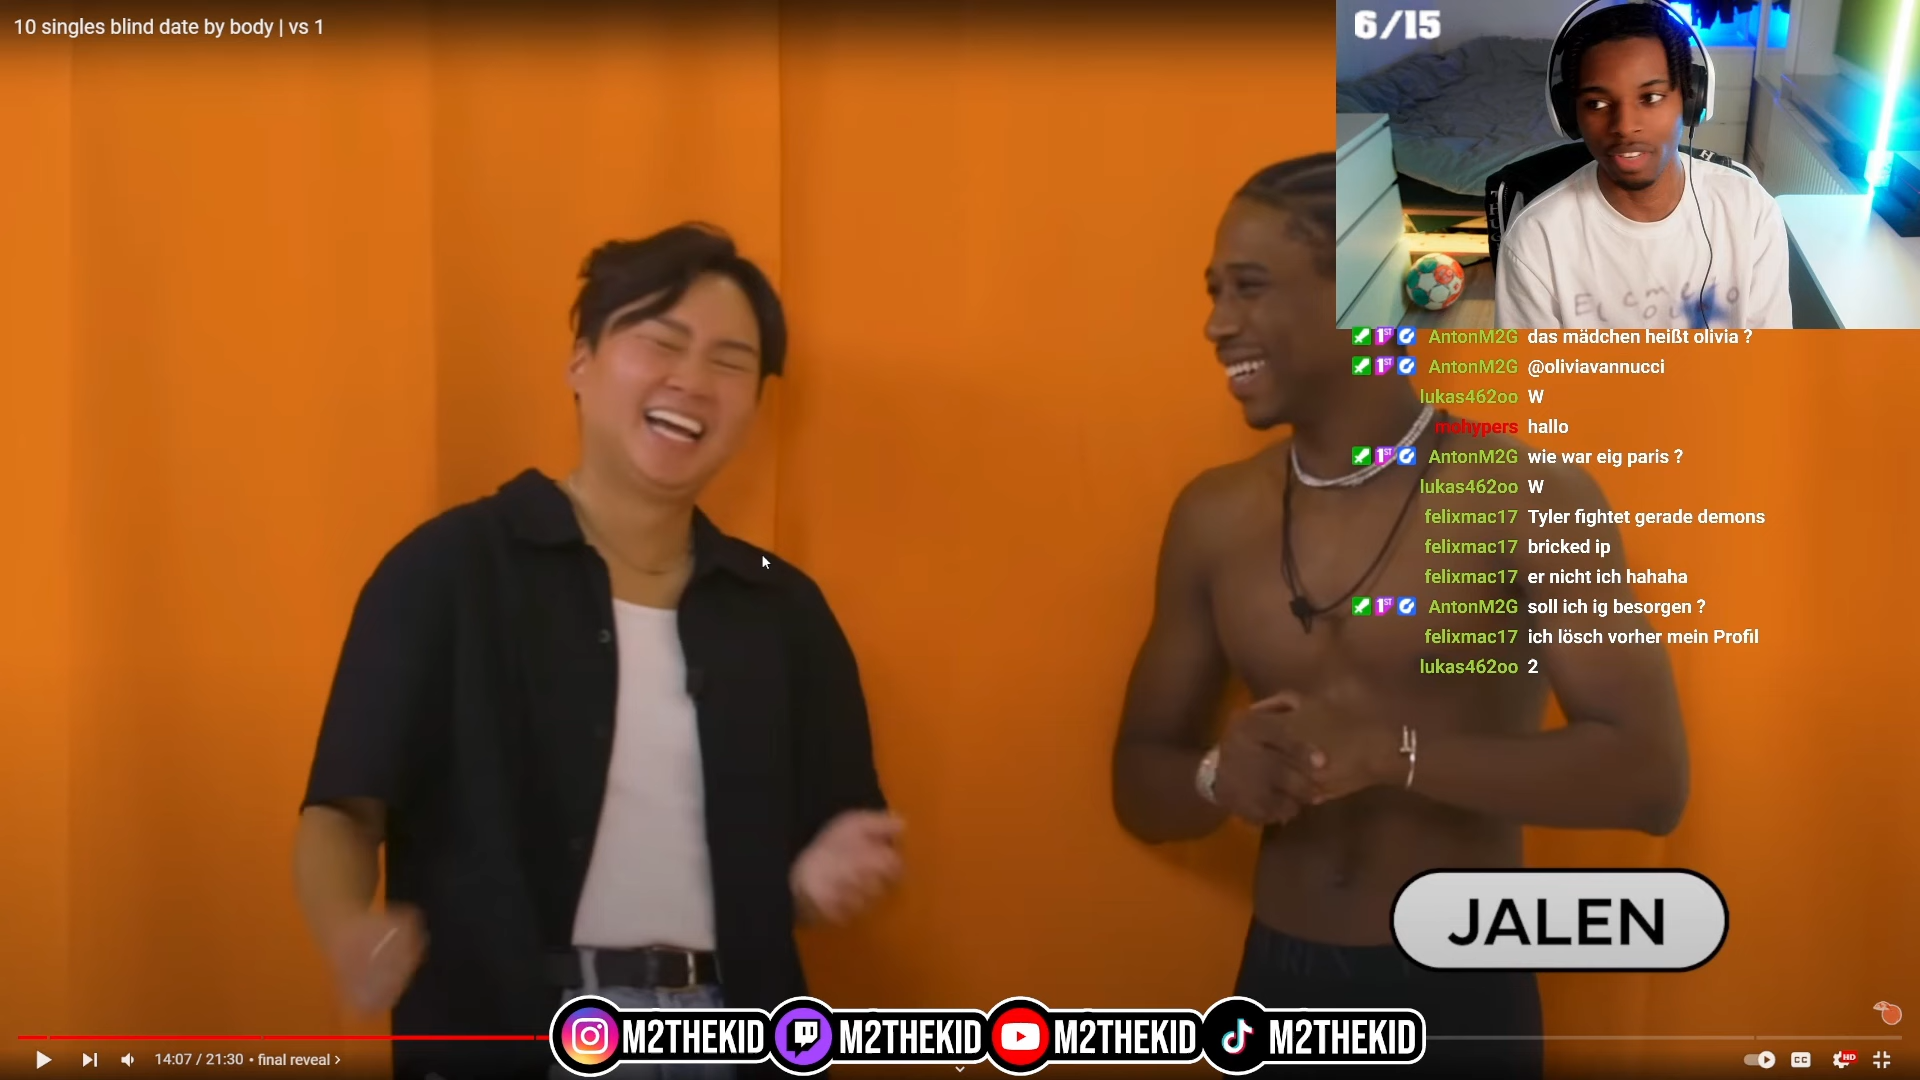 10 singles blind date by body | vs 1
6/15
AntonM2G das mädchen heißt olivia ?
AntonM2G @oliviavannucci
lukas462oo W
mohypers hallo
AntonM2G wie war eig paris ?
lukas462oo W
felixmac17 Tyler fightet gerade demons
felixmac17 bricked ip
felixmac17 er nicht ich hahaha
AntonM2G soll ich ig besorgen ?
felixmac17 ich lösch vorher mein Profil
lukas462oo 2
JALEN
M2THEKID M2THEKID M2THEKID M2THEKID
14:07 / 21:30 • final reveal
CC HD